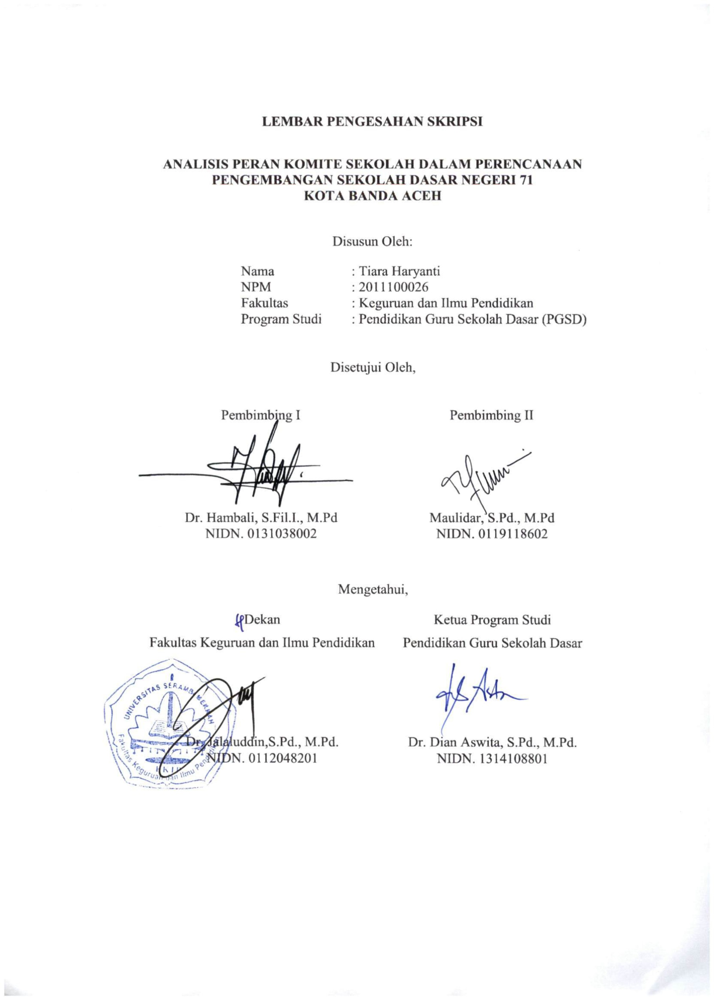 LEMBAR PENGESAHAN SKRIPSI
ANALISIS PERAN KOMITE SEKOLAH DALAM PERENCANAAN
PENGEMBANGAN SEKOLAH DASAR NEGERI 71
KOTA BANDA ACEH
Disusun Oleh:
Nama : Tiara Haryanti
NPM : 2011100026
Fakultas : Keguruan dan Ilmu Pendidikan
Program Studi : Pendidikan Guru Sekolah Dasar (PGSD)
Disetujui Oleh,
Pembimbing I Pembimbing II
Dr. Hambali, S.Fil.I., M.Pd Maulidar, S.Pd., M.Pd
NIDN. 0131038002 NIDN. 0119118602
Mengetahui,
Dekan Ketua Program Studi
Fakultas Keguruan dan Ilmu Pendidikan Pendidikan Guru Sekolah Dasar
UNIVERSITAS SERAMBI MEKKAH
Dr. Jalaluddin,S.Pd., M.Pd. Dr. Dian Aswita, S.Pd., M.Pd.
NIDN. 0112048201 NIDN. 1314108801
FKIP
Fakultas Keguruan dan Ilmu Pendidikan